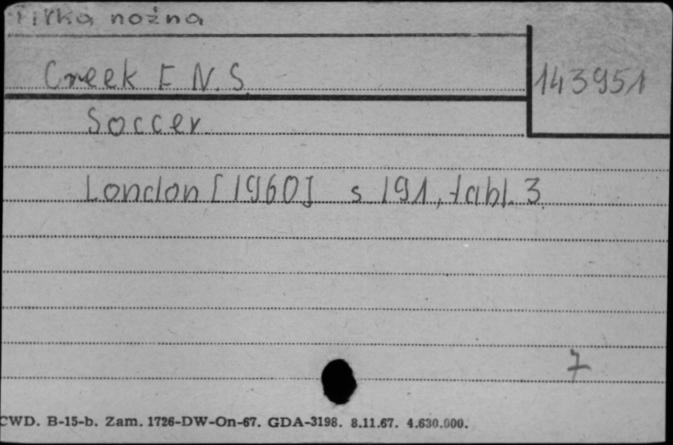 Piłka nożna
Creek F. N. S.
143951
Soccer
London [1960] s 191, tabl. 3
7
CWD. B-15-b. Zam. 1726-DW-On-67. GDA-3198. 8.11.67. 4.630.000.